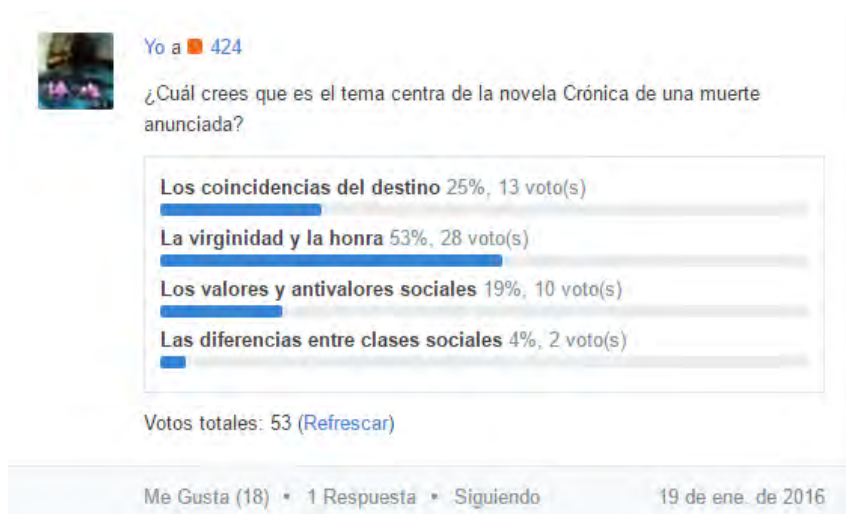 Yo a 424
¿Cuál crees que es el tema centra de la novela Crónica de una muerte
anunciada?
Los coincidencias del destino 25%, 13 voto(s)
La virginidad y la honra 53%, 28 voto(s)
Los valores y antivalores sociales 19%, 10 voto(s)
Las diferencias entre clases sociales 4%, 2 voto(s)
Votos totales: 53 (Refrescar)
Me Gusta (18) • 1 Respuesta • Siguiendo 19 de ene. de 2016